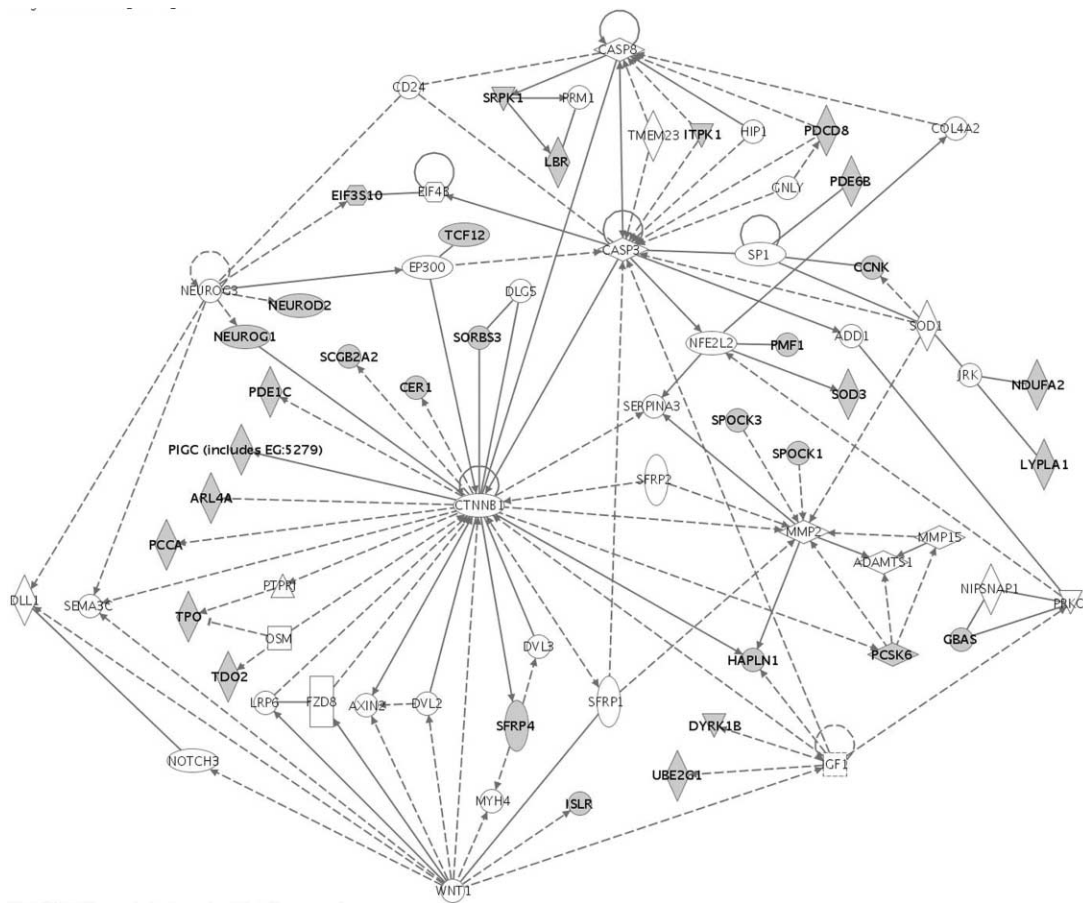 CASP8
CD24
SRPK1
PRM1
TMEM23
ITPK1
HIP1
PDCD8
COL4A2
LBR
GNLY
PDE6B
EIF3S10
EIF4E
TCF12
CASP3
SP1
EP300
CCNK
NEUROG3
NEUROD2
DLG5
NEUROG1
SORBS3
NFE2L2
PMF1
ADD1
SOD1
SCGB2A2
JRK
NDUFA2
PDE1C
CER1
SERPINA3
SOD3
SPOCK3
PIGC (includes EG:5279)
SPOCK1
LYPLA1
SFRP2
ARL4A
CTNNB1
MMP2
MMP15
PCCA
ADAMTS1
PTPRJ
NIPSNAP1
DLL1
SEMA3C
TPO
OSM
DVL3
HAPLN1
PCSK6
GBAS
TDO2
LRP6
FZD8
AXIN2
DVL2
SFRP4
SFRP1
DYRK1B
NOTCH3
UBE2G1
IGF1
MYH4
ISLR
WNT1